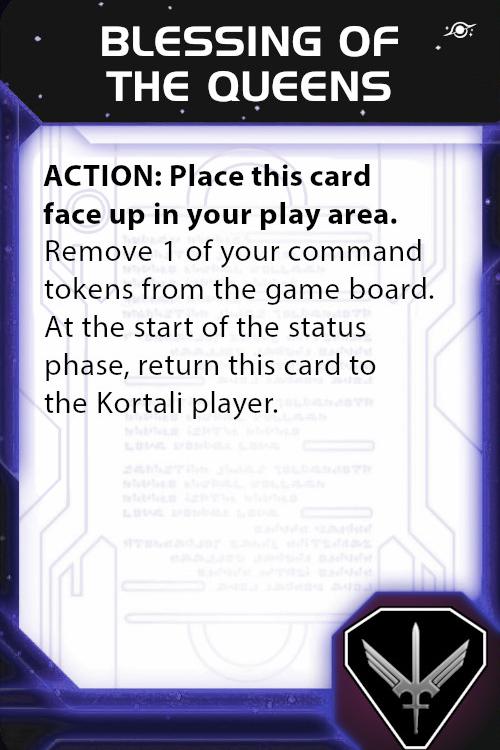 BLESSING OF
THE QUEENS
ACTION: Place this card
face up in your play area.
Remove 1 of your command
tokens from the game board.
At the start of the status
phase, return this card to
the Kortali player.